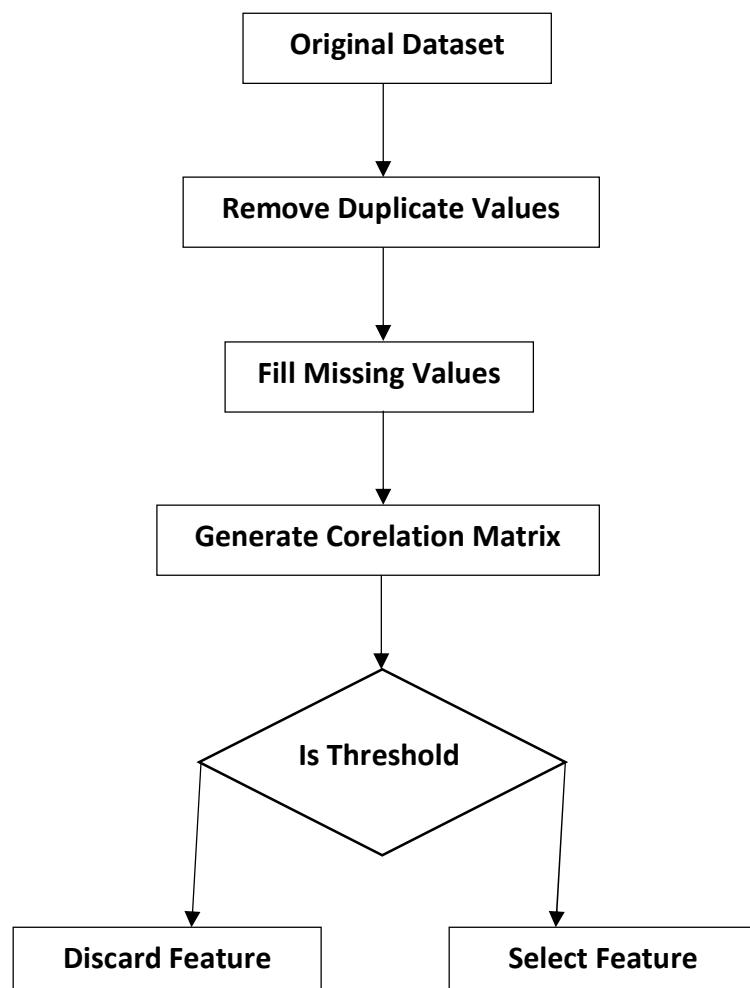 Original Dataset
Remove Duplicate Values
Fill Missing Values
Generate Corelation Matrix
Is Threshold
Discard Feature
Select Feature